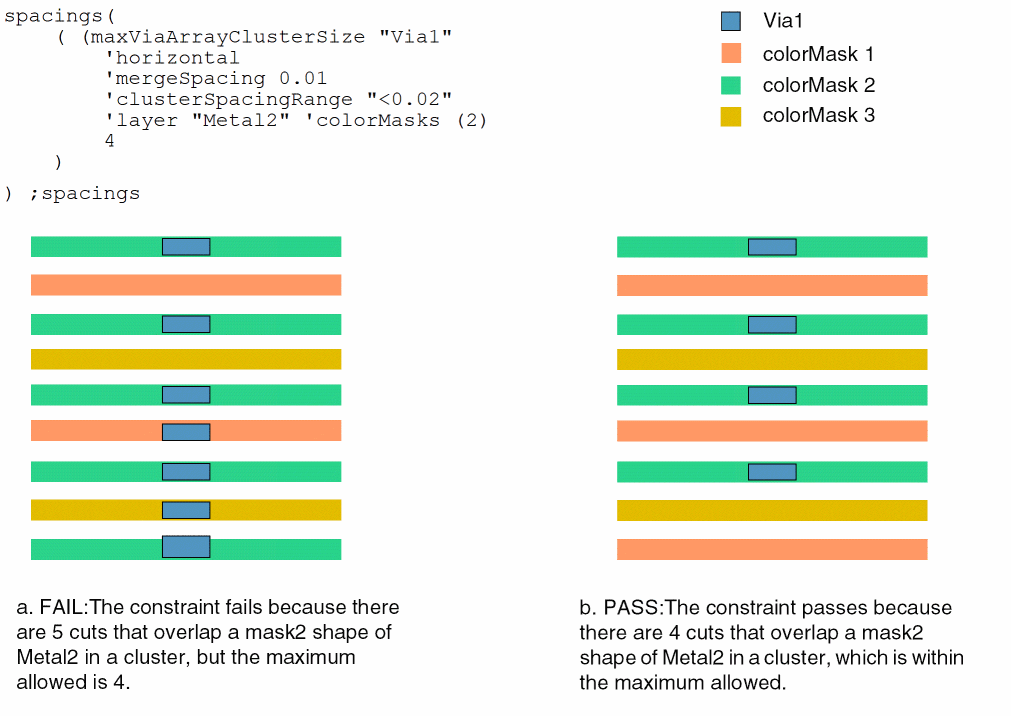 spacings(
( (maxViaArrayClusterSize "Via1"
'horizontal
'mergeSpacing 0.01
'clusterSpacingRange "<0.02"
'layer "Metal2" 'colorMasks (2)
4
)
) ;spacings
Via1
colorMask 1
colorMask 2
colorMask 3
a. FAIL:The constraint fails because there
are 5 cuts that overlap a mask2 shape of
Metal2 in a cluster, but the maximum
allowed is 4.
b. PASS:The constraint passes because
there are 4 cuts that overlap a mask2
shape of Metal2 in a cluster, which is within
the maximum allowed.